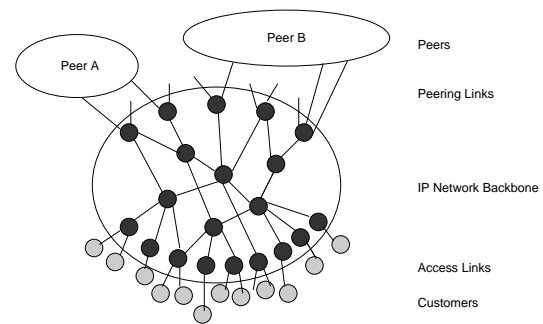 Peer B
Peers
Peer A
Peering Links
IP Network Backbone
Access Links
Customers